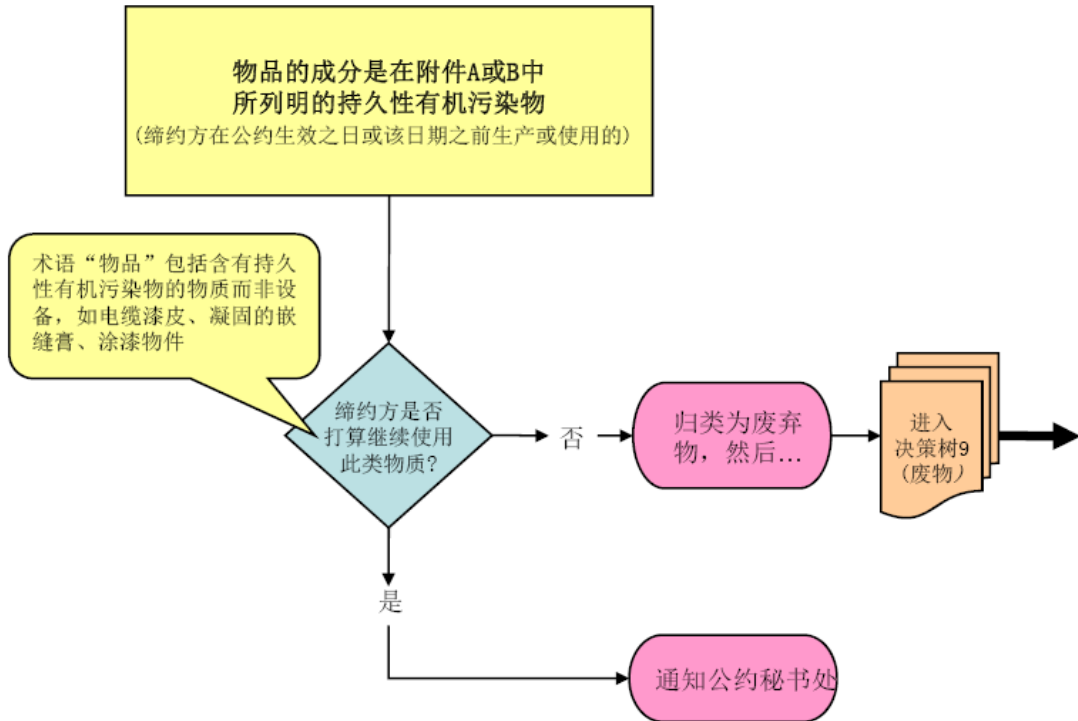 物品的成分是在附件A或B中
所列明的持久性有机污染物
(缔约方在公约生效之日或该日期之前生产或使用的)
术语“物品”包括含有持久
性有机污染物的物质而非设
备，如电缆漆皮、凝固的嵌
缝膏、涂漆物件
缔约方是否
打算继续使用
此类物质?
否
归类为废弃
物，然后...
进入
决策树9
(废物)
是
通知公约秘书处